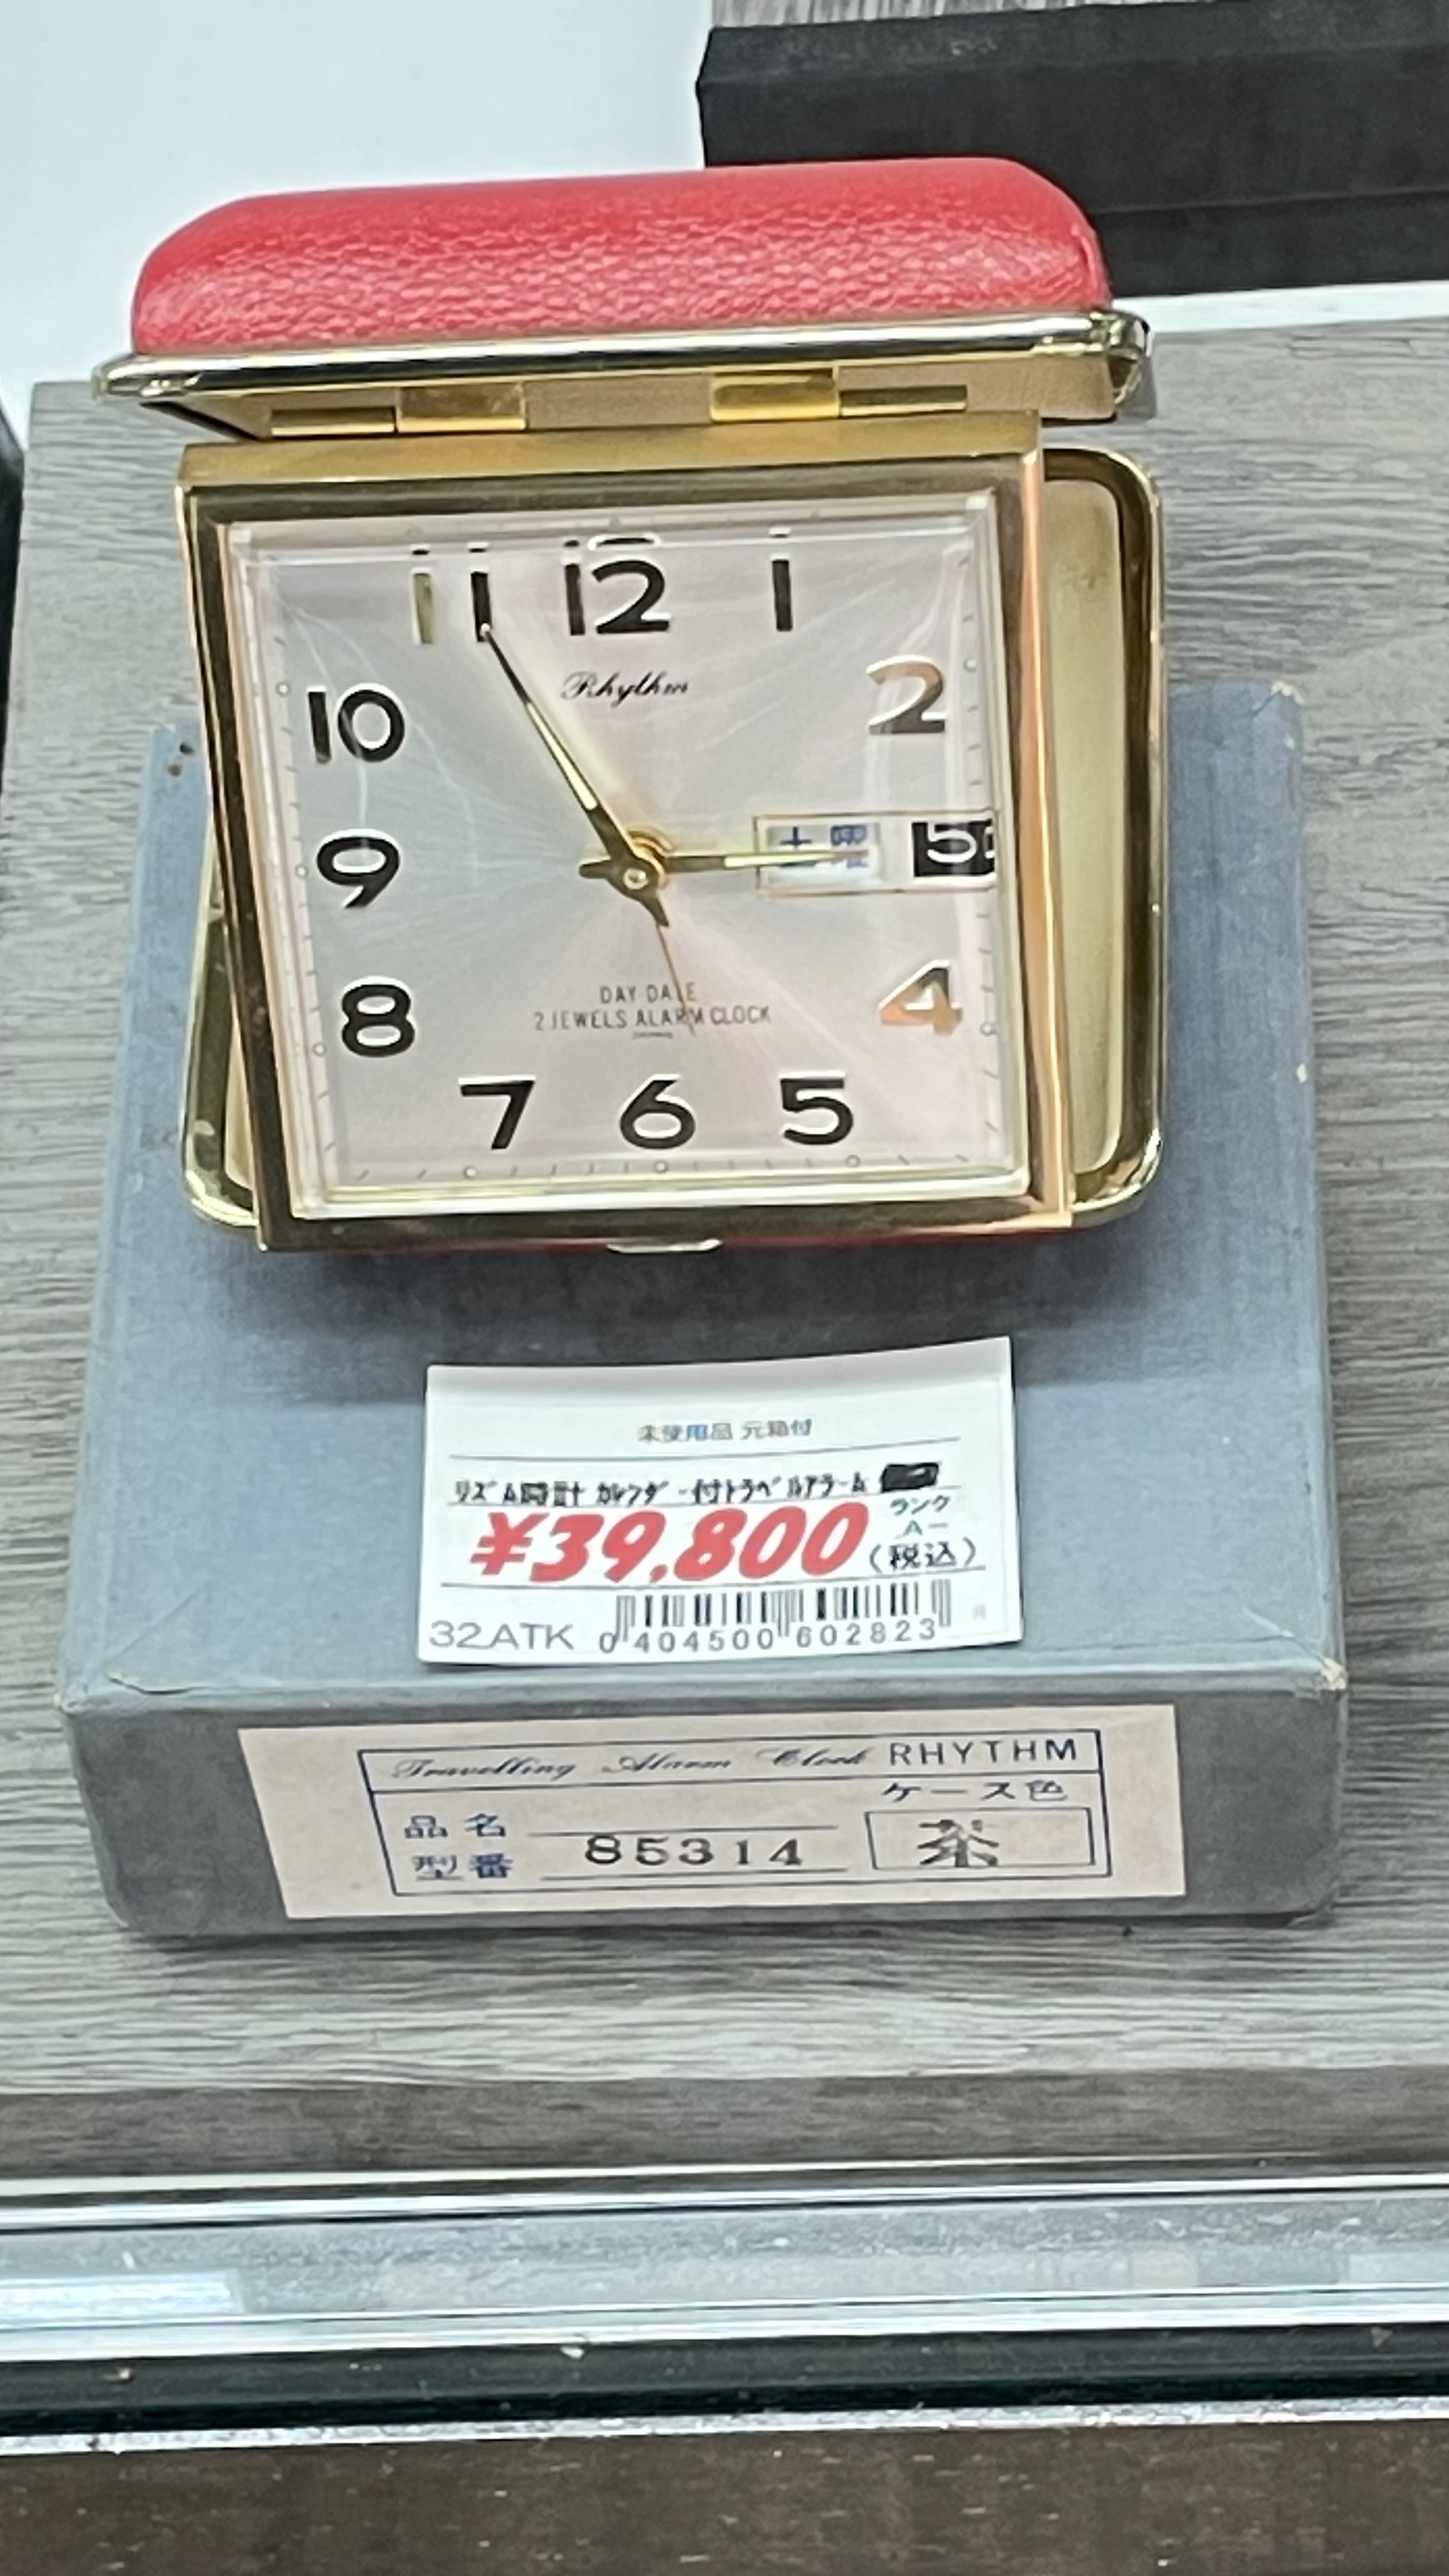 11 12 1
Rhythm
10 2
9 土曜 5
8 4
DAY DATE
2 JEWELS ALARM CLOCK
7 6 5
未使用品 元箱付
リズム時計 カレンダー付トラベルアラーム
ランク
A-
¥39,800(税込)
32ATK 0 404500 602823
Travelling Alarm Clock RHYTHM
ケース色
品名
型番 85314 茶